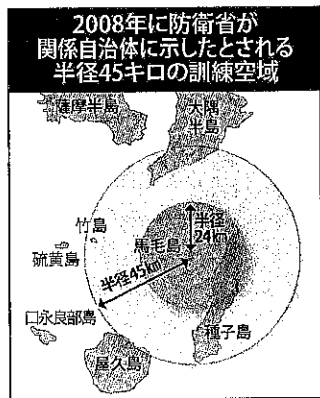 2008年に防衛省が
関係自治体に示したとされる
半径45キロの訓練空域
薩摩半島
大隅
半島
竹島
硫黄島
馬毛島
半径
24km
半径45km
口永良部島
種子島
屋久島